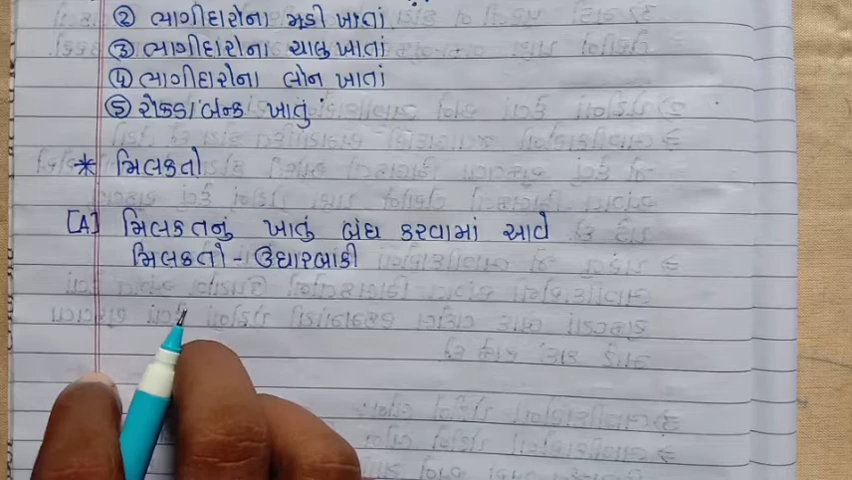 ② ભાગીદારોના મૂડી ખાતાં
③ ભાગીદારોના ચાલુ ખાતાં
④ ભાગીદારોના લોન ખાતાં
⑤ રોકડ/બેન્ક ખાતું
* મિલકતો
[A] મિલકતનું ખાતું બંધ કરવામાં આવે
મિલકતો - ઉધારબાકી